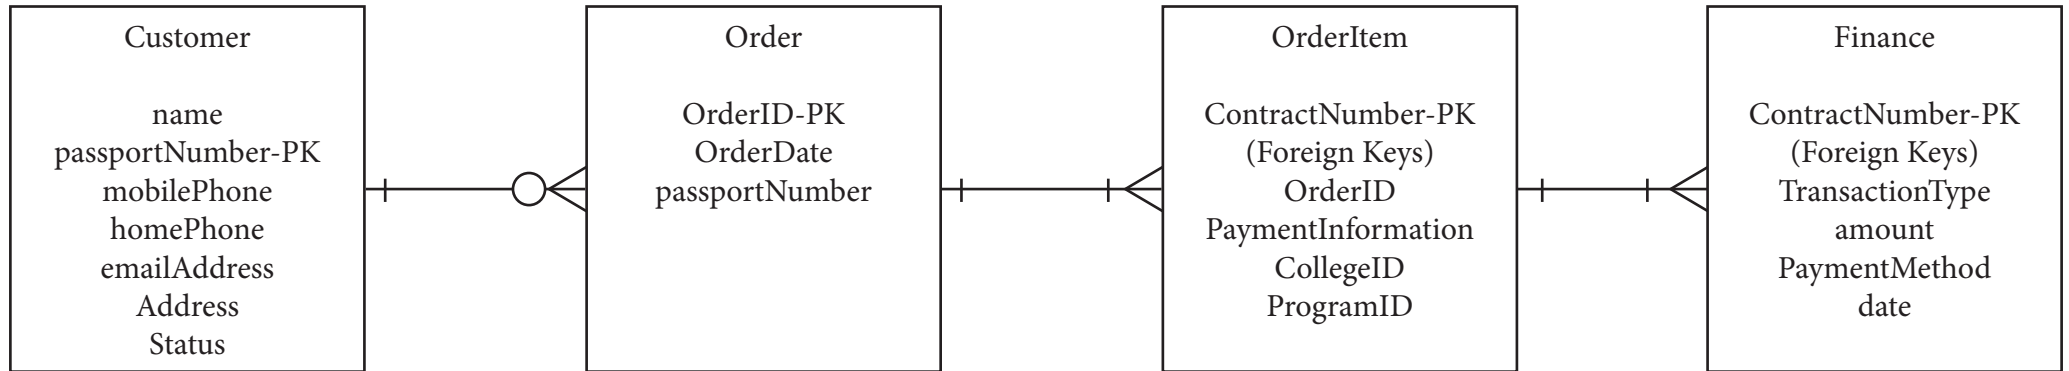 Customer
name
passportNumber-PK
mobilePhone
homePhone
emailAddress
Address
Status
Order
OrderID-PK
OrderDate
passportNumber
OrderItem
ContractNumber-PK
(Foreign Keys)
OrderID
PaymentInformation
CollegeID
ProgramID
Finance
ContractNumber-PK
(Foreign Keys)
TransactionType
amount
PaymentMethod
date